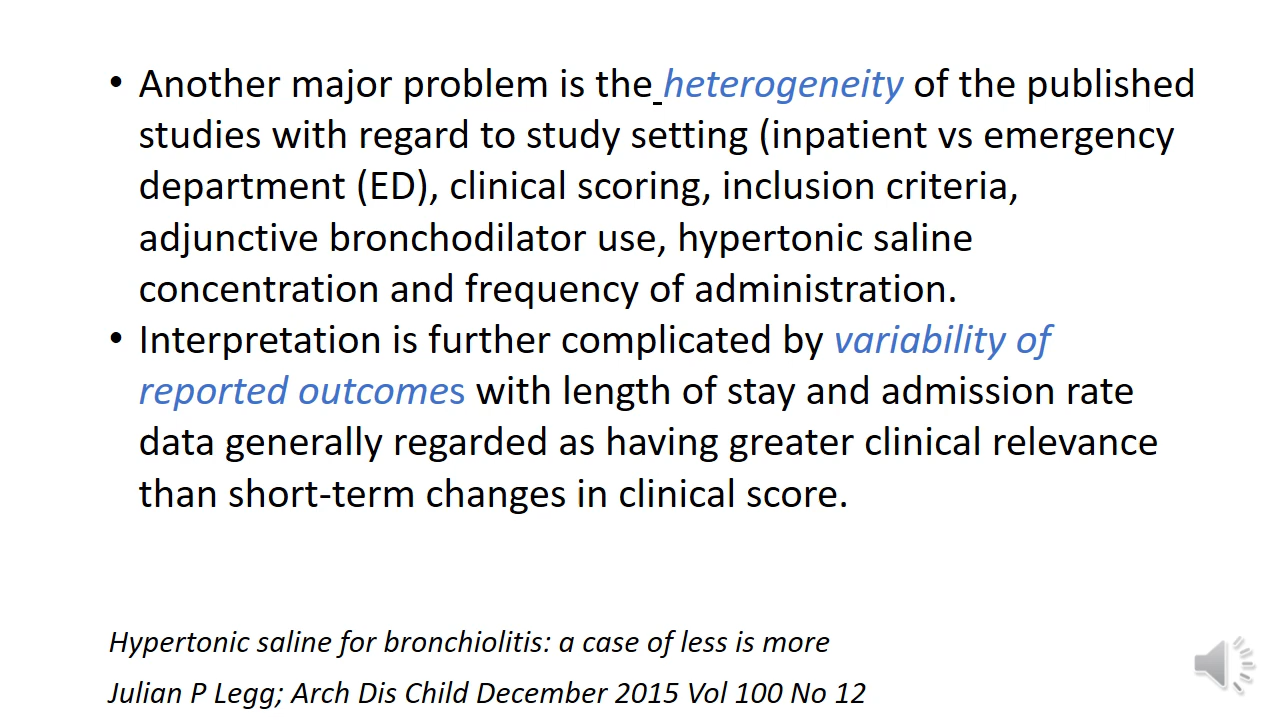 • Another major problem is the heterogeneity of the published
studies with regard to study setting (inpatient vs emergency
department (ED), clinical scoring, inclusion criteria,
adjunctive bronchodilator use, hypertonic saline
concentration and frequency of administration.
• Interpretation is further complicated by variability of
reported outcomes with length of stay and admission rate
data generally regarded as having greater clinical relevance
than short-term changes in clinical score.
Hypertonic saline for bronchiolitis: a case of less is more
Julian P Legg; Arch Dis Child December 2015 Vol 100 No 12